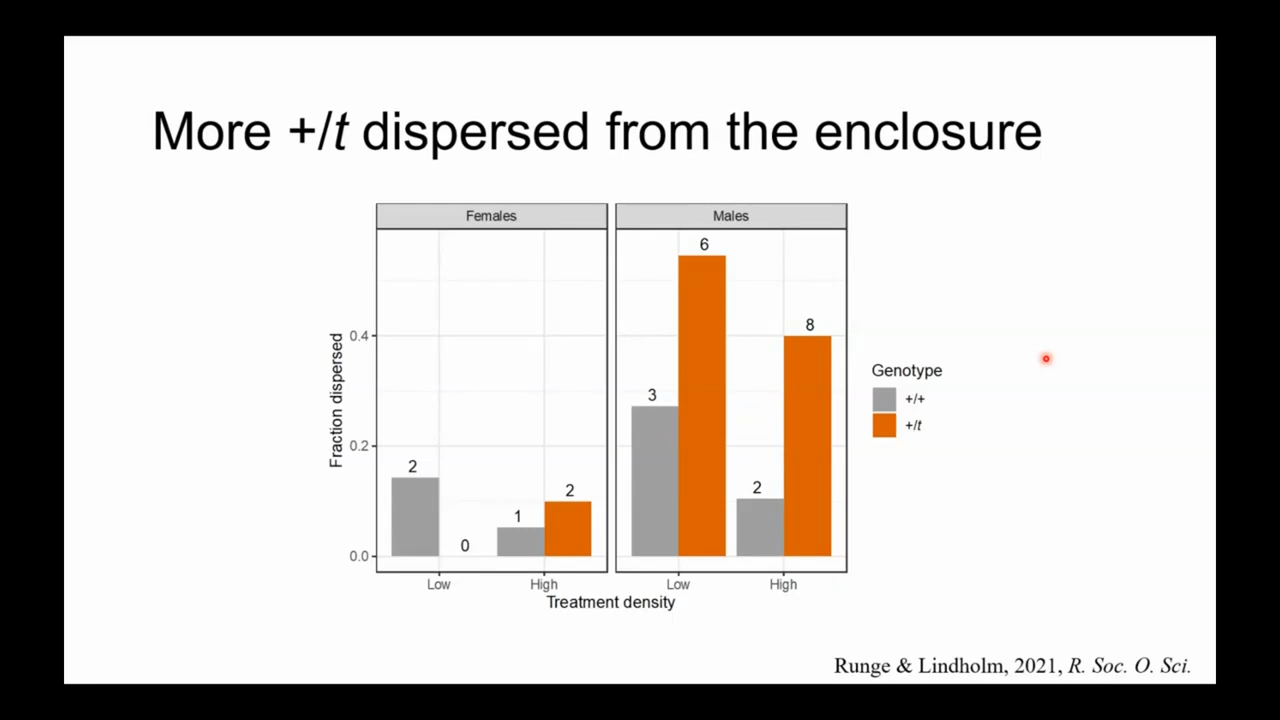 More +/t dispersed from the enclosure
Females
Males
6
8
0.4
Genotype
+/+
+/t
3
Fraction dispersed
0.2
2
2
2
1
0
0.0
Low
High
Low
High
Treatment density
Runge & Lindholm, 2021, R. Soc. O. Sci.